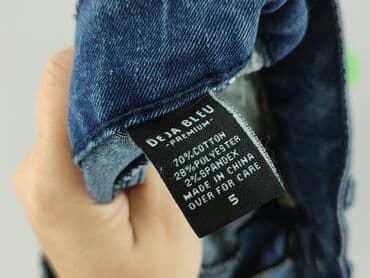 DEJA BLEU
-PREMIUM-
70%COTTON
28%POLYESTER
2%SPANDEX
MADE IN CHINA
OVER FOR CARE
5